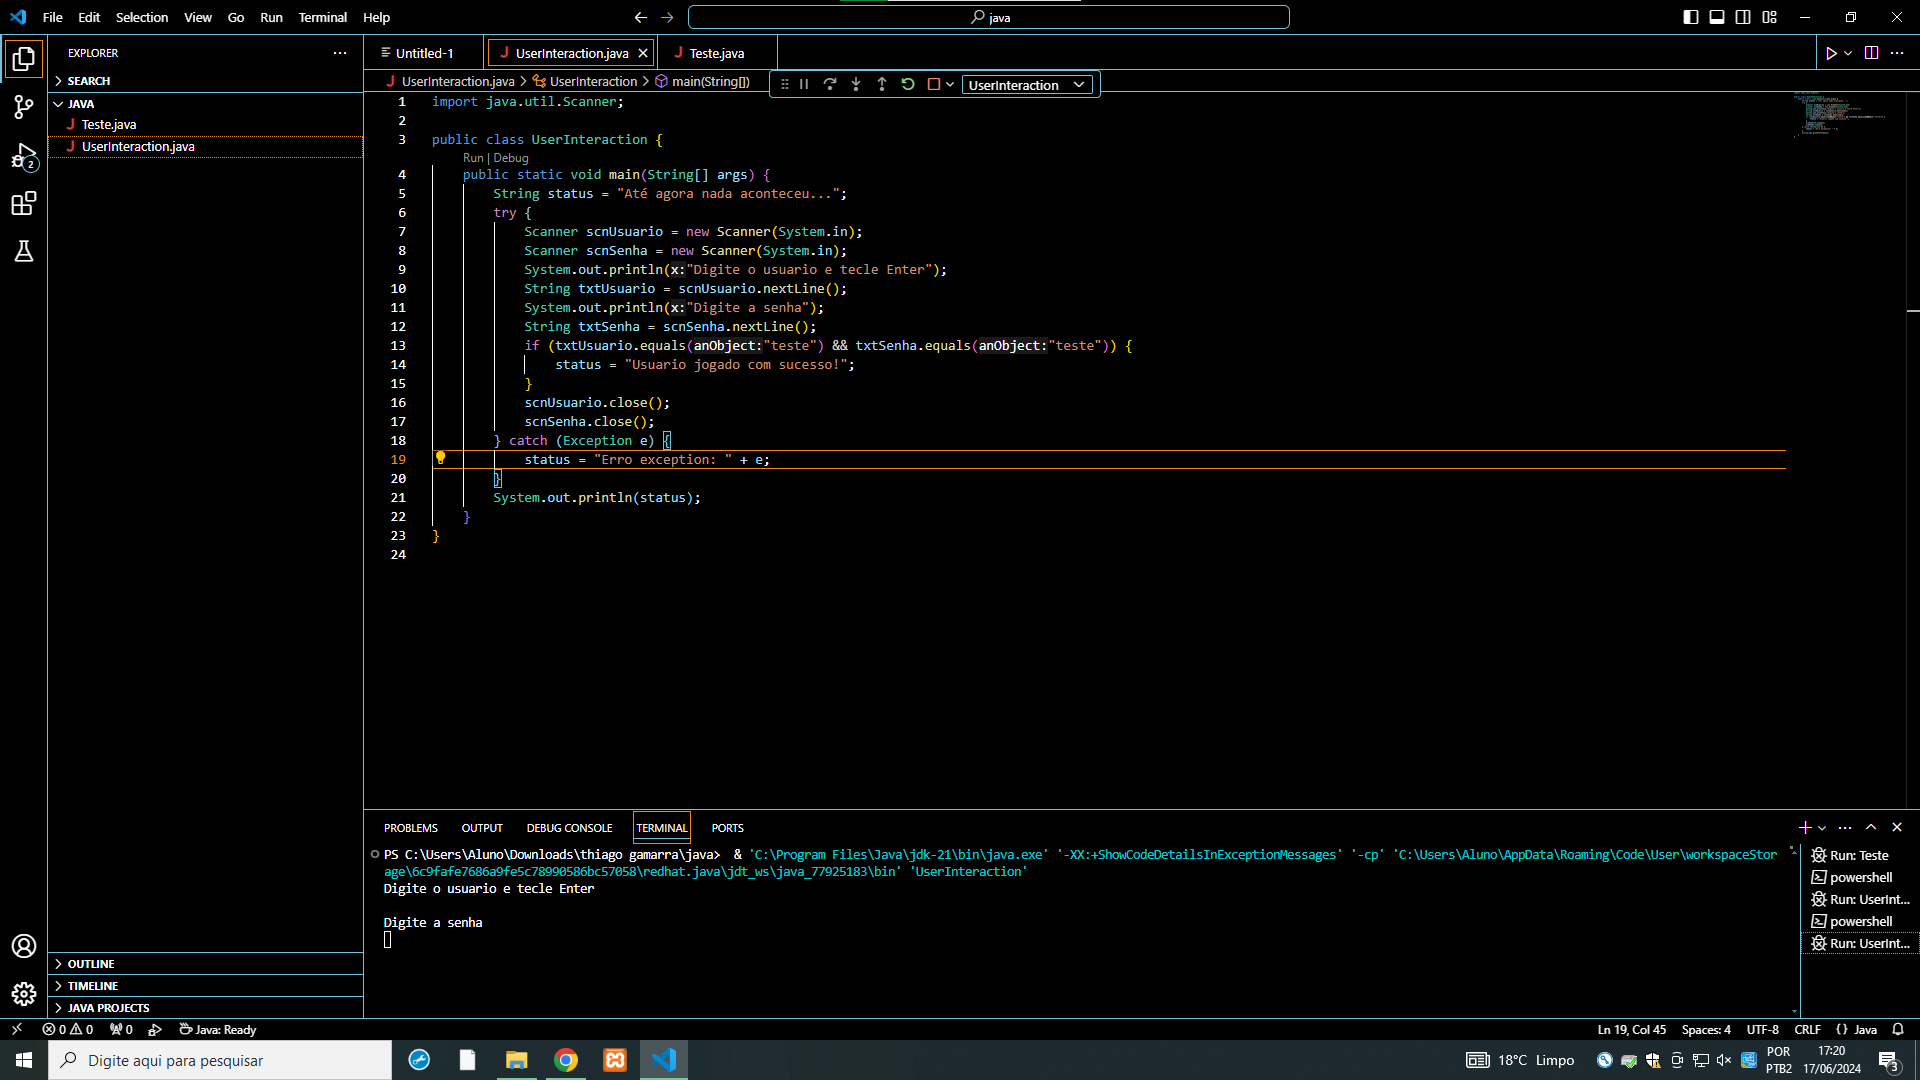 File Edit Selection View Go Run Terminal Help
java
EXPLORER
SEARCH
JAVA
Teste.java
UserInteraction.java
2
OUTLINE
TIMELINE
JAVA PROJECTS
Untitled-1
UserInteraction.java
Teste.java
UserInteraction.java > UserInteraction > main(String[])
UserInteraction
1 import java.util.Scanner;
2
3 public class UserInteraction {
Run | Debug
4 public static void main(String[] args) {
5 String status = "Até agora nada aconteceu...";
6 try {
7 Scanner scnUsuario = new Scanner(System.in);
8 Scanner scnSenha = new Scanner(System.in);
9 System.out.println(x:"Digite o usuario e tecle Enter");
10 String txtUsuario = scnUsuario.nextLine();
11 System.out.println(x:"Digite a senha");
12 String txtSenha = scnSenha.nextLine();
13 if (txtUsuario.equals(anObject:"teste") && txtSenha.equals(anObject:"teste")) {
14 status = "Usuario jogado com sucesso!";
15 }
16 scnUsuario.close();
17 scnSenha.close();
18 } catch (Exception e) {
19 status = "Erro exception: " + e;
20 }
21 System.out.println(status);
22 }
23 }
24
PROBLEMS OUTPUT DEBUG CONSOLE TERMINAL PORTS
PS C:\Users\Aluno\Downloads\thiago gamarra\java> & 'C:\Program Files\Java\jdk-21\bin\java.exe' '-XX:+ShowCodeDetailsInExceptionMessages' '-cp' 'C:\Users\Aluno\AppData\Roaming\Code\User\workspaceStor
age\6c9fafe7686a9fe5c78990586bc57058\redhat.java\jdt_ws\java_77925183\bin' 'UserInteraction'
Digite o usuario e tecle Enter
Digite a senha
Run: Teste
powershell
Run: UserInt...
powershell
Run: UserInt...
0 0 0 Java: Ready
Ln 19, Col 45 Spaces: 4 UTF-8 CRLF {} Java
Digite aqui para pesquisar
18°C Limpo
POR
PTB2
17:20
17/06/2024
3